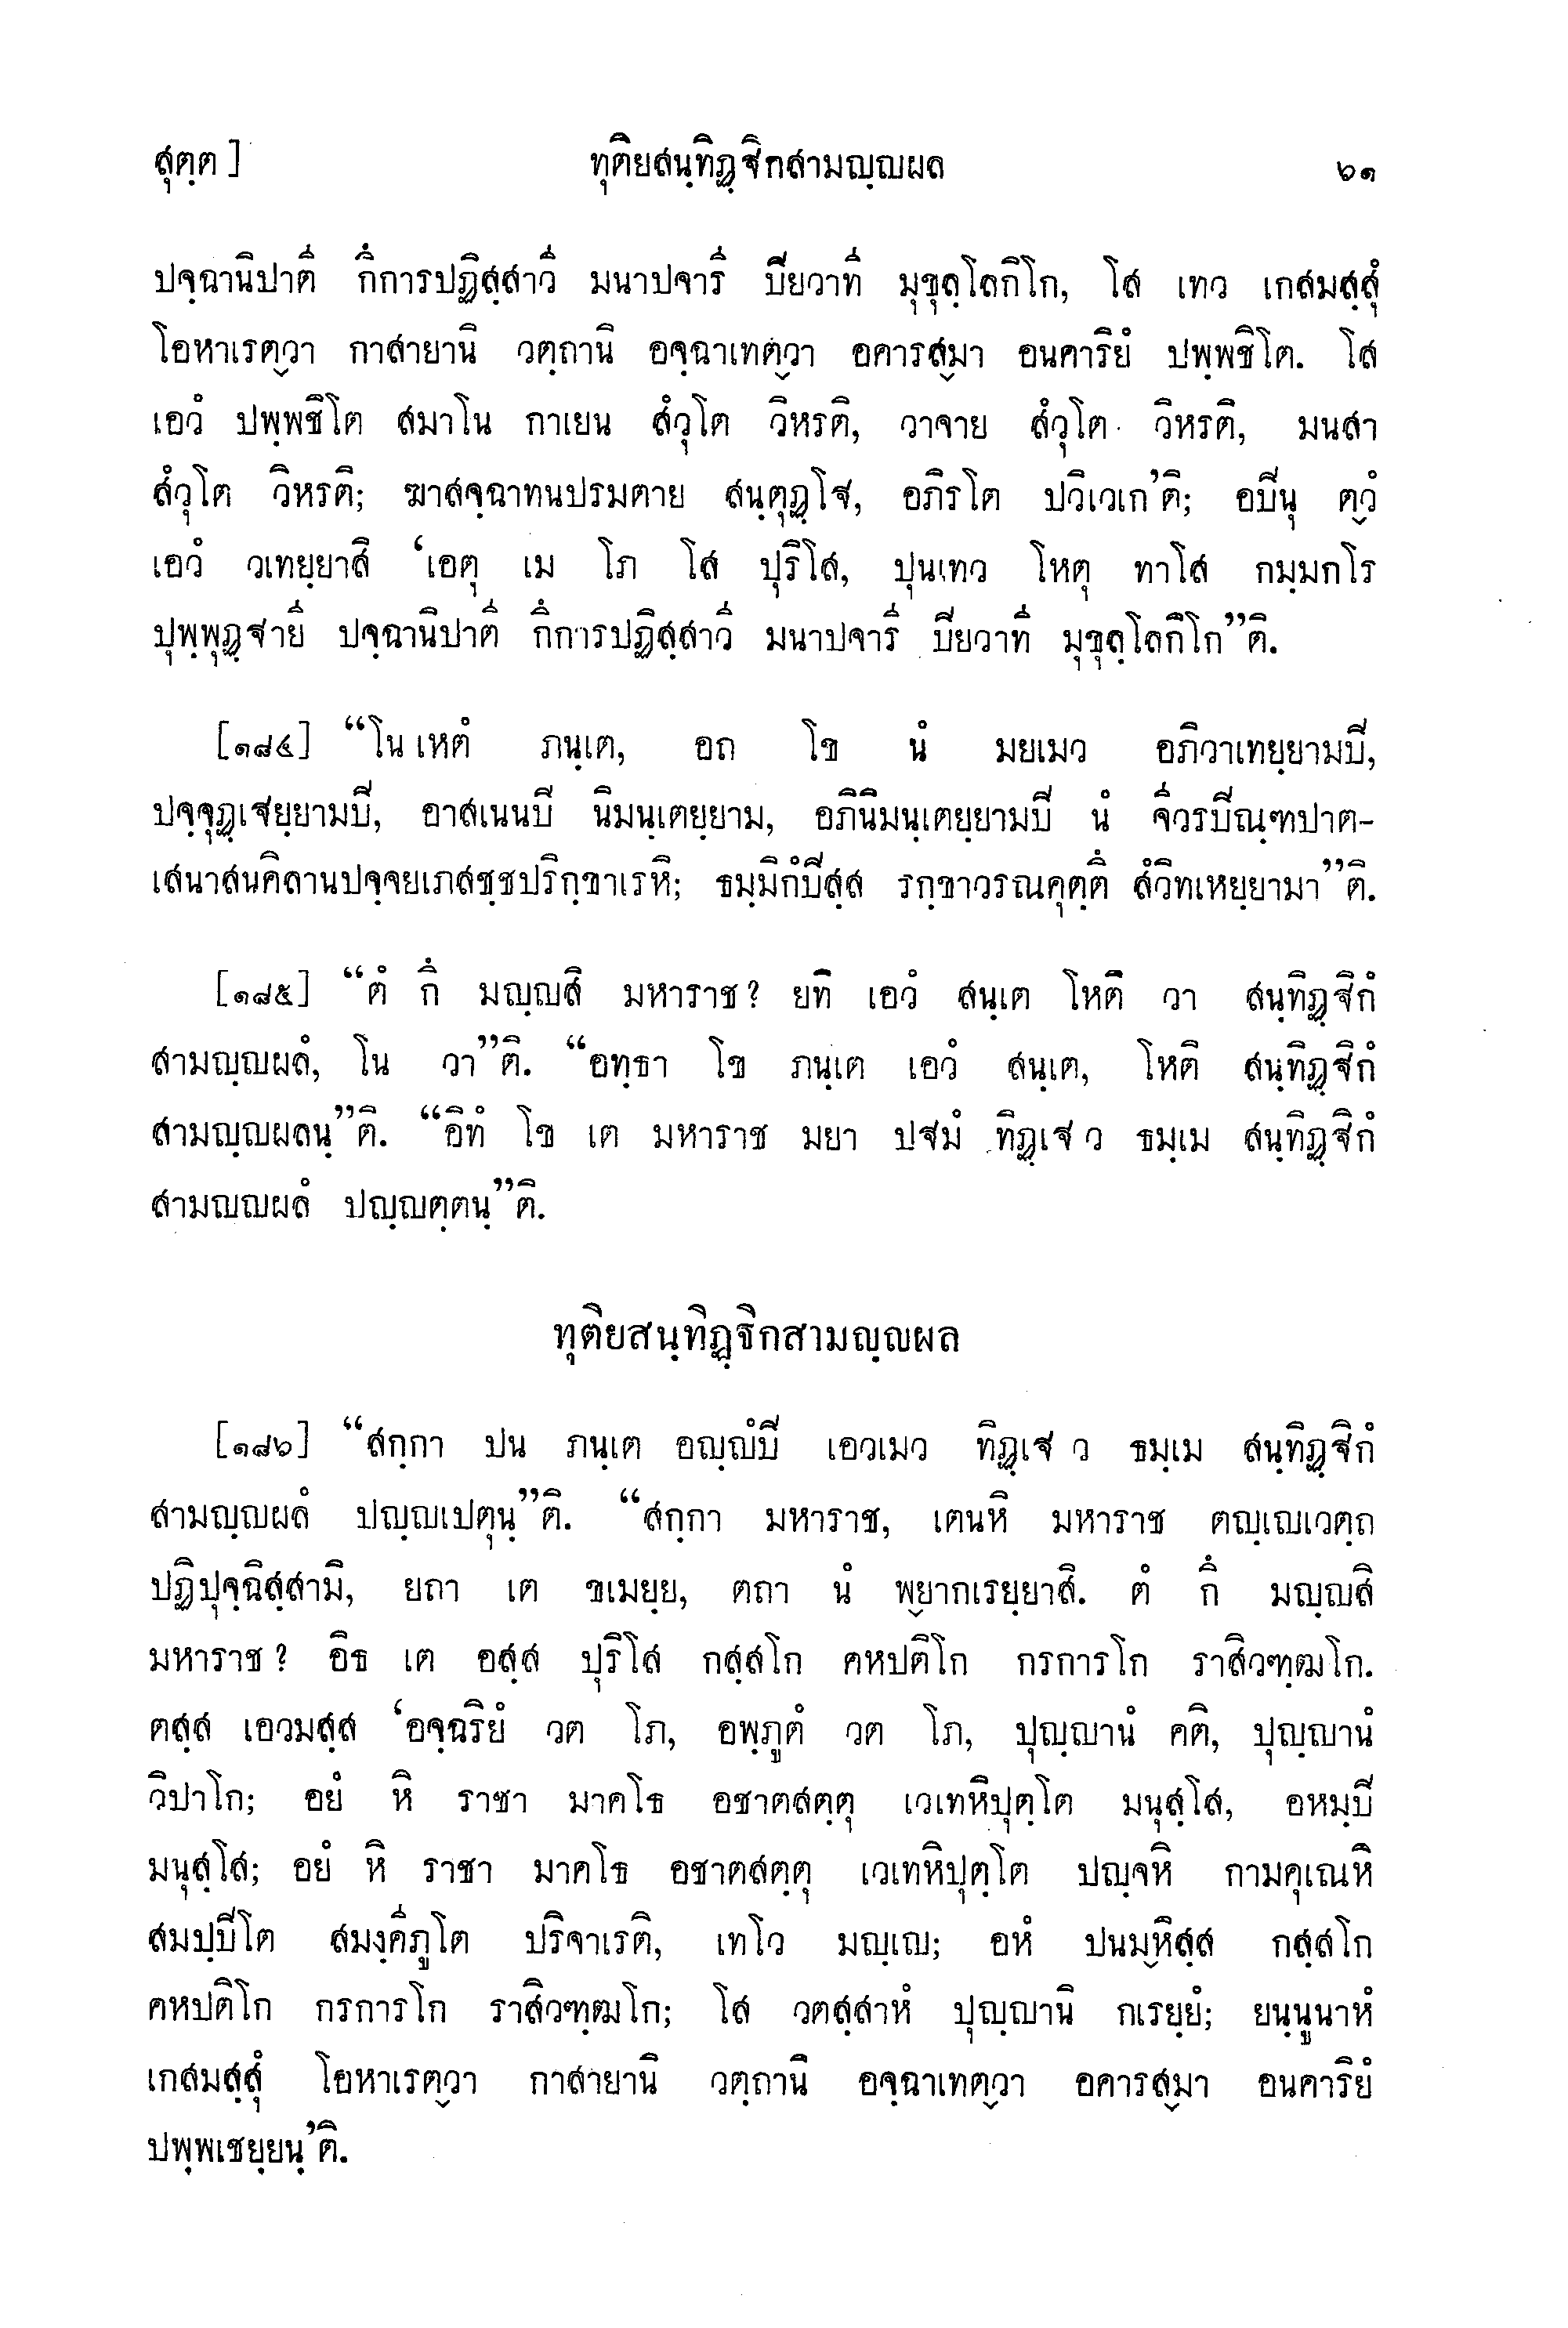 สุตฺต ] ทุติยสนฺทิฏฺฐิกสามญฺญผล ๖๑
ปจฺฉานิปาตึ กึการปฏิสฺสาวึ มนาปจารึ ปิยวาทึ มุขุลฺโลกิโก, โส เทว เกสมสฺสุํ
โอหาเรตฺวา กาสายานิ วตฺถานิ อจฺฉาเทตฺวา อคารสฺมา อนคาริยํ ปพฺพชิโต. โส
เอวํ ปพฺพชิโต สมาโน กาเยน สํวุโต วิหรติ, วาจาย สํวุโต วิหรติ, มนสา
สํวุโต วิหรติ; ฆาสจฺฉาทนปรมตาย สนฺตุฏฺโฐ, อภิรโต ปวิเวเก’ติ; อปินุ ตฺวํ
เอวํ วเทยฺยาสิ ‘เอตุ เม โภ โส ปุริโส, ปุนเทว โหตุ ทาโส กมฺมกโร
ปุพฺพุฏฺฐายึ ปจฺฉานิปาตึ กึการปฏิสฺสาวึ มนาปจารึ ปิยวาทึ มุขุลฺโลกิโก”ติ.
[๑๘๔] “โน เหตํ ภนฺเต, อถ โข นํ มยเมว อภิวาเทยฺยามปิ,
ปจฺจุฏฺเฐยฺยามปิ, อาสเนนปิ นิมนฺเตยฺยาม, อภินิมนฺเตยฺยามปิ นํ จีวรปิณฺฑปาต-
เสนาสนคิลานปจฺจยเภสชฺชปริกฺขาเรหิ; ธมฺมิกํปิสฺส รกฺขาวรณคุตฺตึ สํวิทเหยฺยามา”ติ.
[๑๘๕] “ตํ กึ มญฺญสิ มหาราช? ยทิ เอวํ สนฺเต โหติ วา สนฺทิฏฺฐิกํ
สามญฺญผลํ, โน วา”ติ. “อทฺธา โข ภนฺเต เอวํ สนฺเต, โหติ สนฺทิฏฺฐิกํ
สามญฺญผลนฺ”ติ. “อิทํ โข เต มหาราช มยา ปฐมํ ทิฏฺเฐว ธมฺเม สนฺทิฏฺฐิกํ
สามญฺญผลํ ปญฺญตฺตนฺ”ติ.
ทุติยสนฺทิฏฺฐิกสามญฺญผล
[๑๘๖] “สกฺกา ปน ภนฺเต อญฺญํปิ เอวเมว ทิฏฺเฐว ธมฺเม สนฺทิฏฺฐิกํ
สามญฺญผลํ ปญฺญเปตุนฺ”ติ. “สกฺกา มหาราช, เตนหิ มหาราช ตญฺเญเวตฺถ
ปฏิปุจฺฉิสฺสามิ, ยถา เต ขเมยฺย, ตถา นํ พฺยากเรยฺยาสิ. ตํ กึ มญฺญสิ
มหาราช? อิธ เต อสฺส ปุริโส กสฺสโก คหปติโก กรการโก ราสิวฑฺฒโก.
ตสฺส เอวมสฺส ‘อจฺฉริยํ วต โภ, อพฺภูตํ วต โภ, ปุญฺญานํ คติ, ปุญฺญานํ
วิปาโก; อยํ หิ ราชา มาคโธ อชาตสตฺตุ เวเทหิปุตฺโต มนุสฺโส, อหมฺปิ
มนุสฺโส; อยํ หิ ราชา มาคโธ อชาตสตฺตุ เวเทหิปุตฺโต ปญฺจหิ กามคุเณหิ
สมปฺปิโต สมงฺคีภูโต ปริจาเรติ, เทโว มญฺเญ; อหํ ปนมฺหิสฺส กสฺสโก
คหปติโก กรการโก ราสิวฑฺฒโก; โส วตสฺสาหํ ปุญฺญานิ กเรยฺยํ; ยนฺนูนาหํ
เกสมสฺสุํ โอหาเรตฺวา กาสายานิ วตฺถานิ อจฺฉาเทตฺวา อคารสฺมา อนคาริยํ
ปพฺพเชยฺยนฺ’ติ.